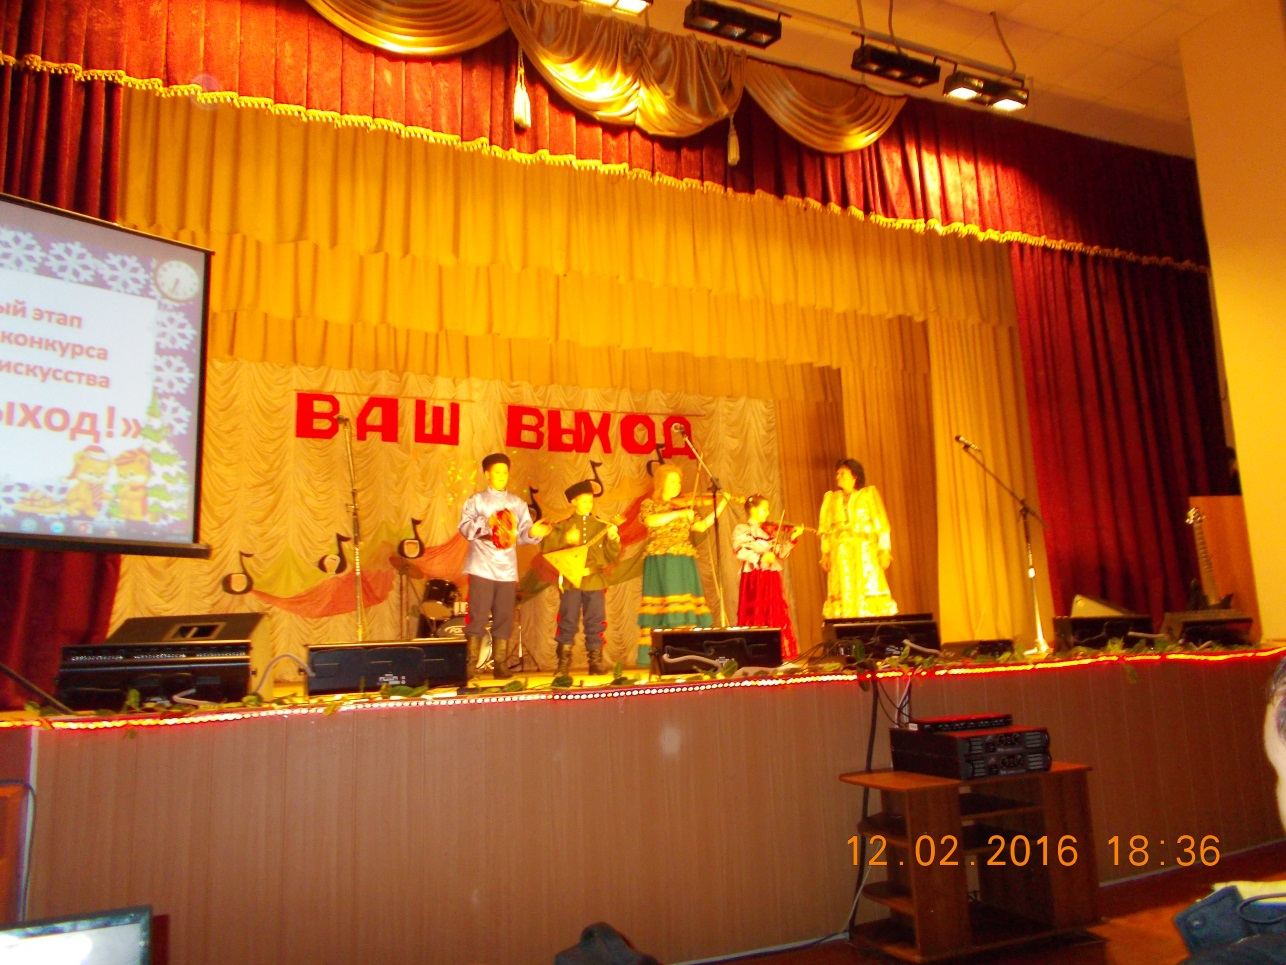 ый этап
конкурса
искусства
ыход!»
ВАШ ВЫХОД
12.02.2016 18:36